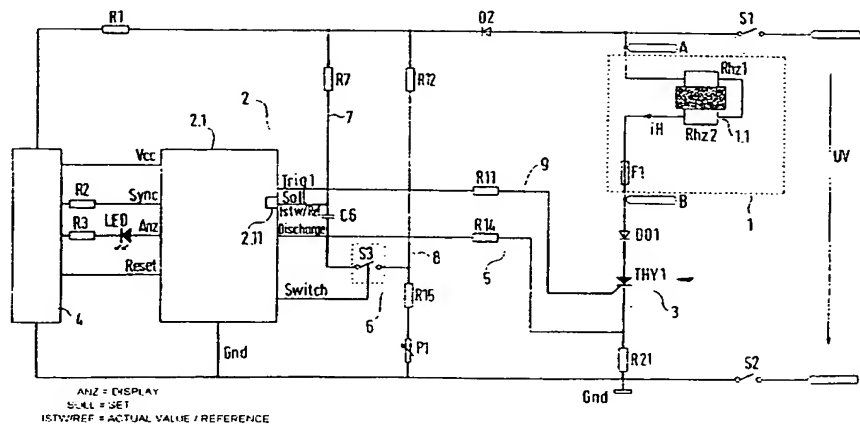 R1
D2
S1
A
R7
R12
Rhz1
2
2.1
7
iH
Rhz2
1.1
UV
Vcc
Trig1
R11
9
F1
R2
Sync
Soll
Istw/Ref
C6
B
1
R3
LED
Anz
2.11
Discharge
R14
D01
S3
8
5
THY1
Reset
Switch
R15
3
4
6
Gnd
P1
R21
S2
Gnd
ANZ = DISPLAY
SOLL = SET
ISTW/REF = ACTUAL VALUE / REFERENCE